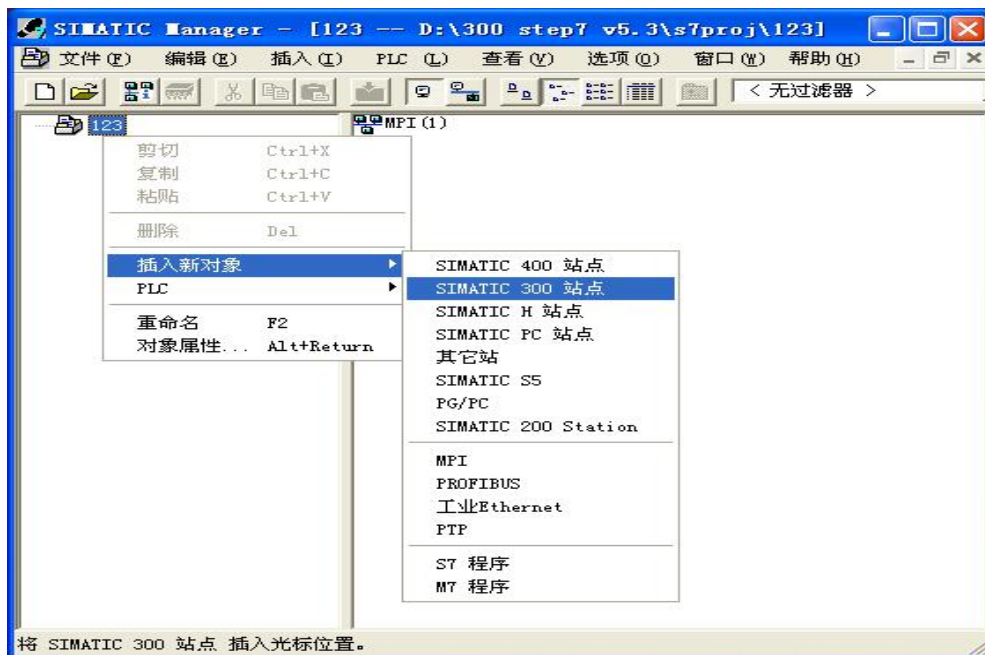 SIMATIC Manager - [123 -- D:\300 step7 v5.3\s7proj\123]
文件(F) 编辑(E) 插入(I) PLC (L) 查看(V) 选项(O) 窗口(W) 帮助(H)
< 无过滤器 >
123
MPI(1)
剪切 Ctrl+X
复制 Ctrl+C
粘贴 Ctrl+V
删除 Del
插入新对象
PLC
重命名 F2
对象属性... Alt+Return
SIMATIC 400 站点
SIMATIC 300 站点
SIMATIC H 站点
SIMATIC PC 站点
其它站
SIMATIC S5
PG/PC
SIMATIC 200 Station
MPI
PROFIBUS
工业Ethernet
PTP
S7 程序
M7 程序
将 SIMATIC 300 站点 插入光标位置。